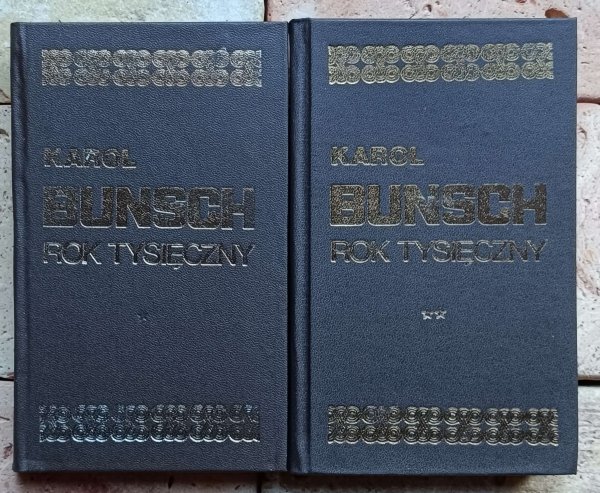 KAROL
BUNSCH
ROK TYSIĘCZNY
*
KAROL
BUNSCH
ROK TYSIĘCZNY
**